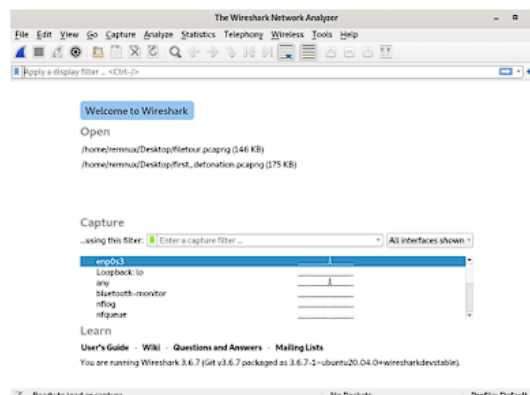 The Wireshark Network Analyzer
File Edit View Go Capture Analyze Statistics Telephony Wireless Tools Help
Apply a display filter ... <Ctrl-/>
Welcome to Wireshark
Open
/home/remnux/Desktop/filetour.pcapng (146 KB)
/home/remnux/Desktop/first_detonation.pcapng (175 KB)
Capture
...using this filter: Enter a capture filter ... All interfaces shown
enp0s3
Loopback: lo
any
bluetooth-monitor
nflog
nfqueue
Learn
User's Guide · Wiki · Questions and Answers · Mailing Lists
You are running Wireshark 3.6.7 (Git v3.6.7 packaged as 3.6.7-1~ubuntu20.04.0+wiresharkdevstable).
Ready to load or capture No Packets Profile: Default